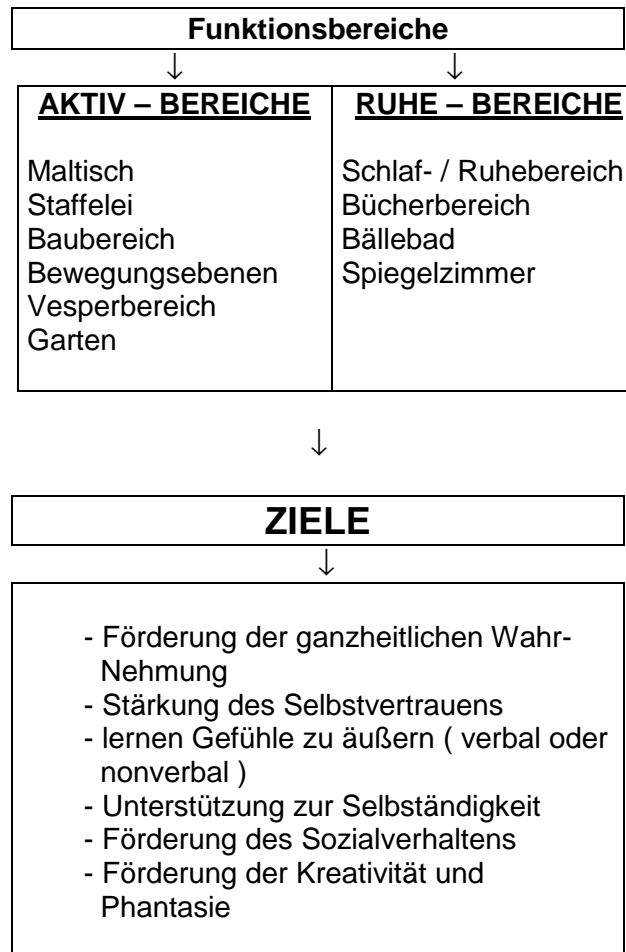 Funktionsbereiche
↓ ↓
AKTIV – BEREICHE
Maltisch
Staffelei
Baubereich
Bewegungsebenen
Vesperbereich
Garten
RUHE – BEREICHE
Schlaf- / Ruhebereich
Bücherbereich
Bällebad
Spiegelzimmer
↓
ZIELE
↓
- Förderung der ganzheitlichen Wahr-
Nehmung
- Stärkung des Selbstvertrauens
- lernen Gefühle zu äußern ( verbal oder
nonverbal )
- Unterstützung zur Selbständigkeit
- Förderung des Sozialverhaltens
- Förderung der Kreativität und
Phantasie